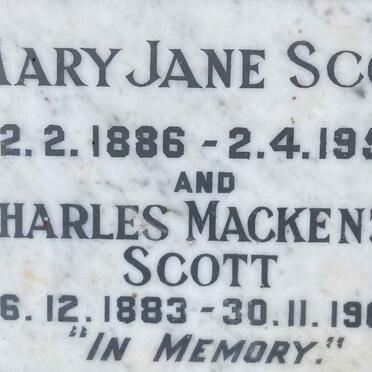 MARY JANE SCO
2.2.1886 - 2.4.19
AND
HARLES MACKEN
SCOTT
6.12.1883 - 30.11.19
"IN MEMORY."